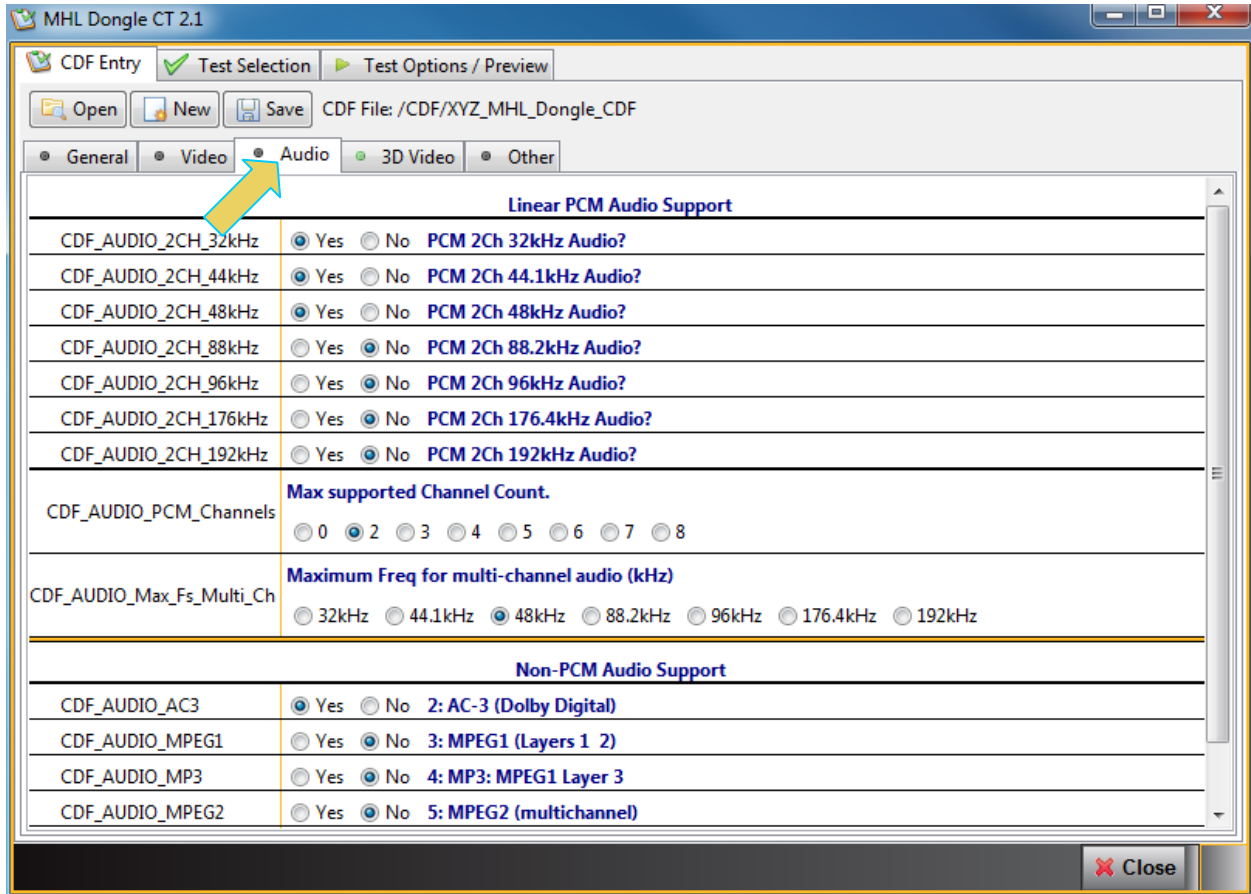 MHL Dongle CT 2.1
CDF Entry Test Selection Test Options / Preview
Open New Save CDF File: /CDF/XYZ_MHL_Dongle_CDF
General Video Audio 3D Video Other
Linear PCM Audio Support
CDF_AUDIO_2CH_32kHz Yes No PCM 2Ch 32kHz Audio?
CDF_AUDIO_2CH_44kHz Yes No PCM 2Ch 44.1kHz Audio?
CDF_AUDIO_2CH_48kHz Yes No PCM 2Ch 48kHz Audio?
CDF_AUDIO_2CH_88kHz Yes No PCM 2Ch 88.2kHz Audio?
CDF_AUDIO_2CH_96kHz Yes No PCM 2Ch 96kHz Audio?
CDF_AUDIO_2CH_176kHz Yes No PCM 2Ch 176.4kHz Audio?
CDF_AUDIO_2CH_192kHz Yes No PCM 2Ch 192kHz Audio?
CDF_AUDIO_PCM_Channels Max supported Channel Count.
0 2 3 4 5 6 7 8
CDF_AUDIO_Max_Fs_Multi_Ch Maximum Freq for multi-channel audio (kHz)
32kHz 44.1kHz 48kHz 88.2kHz 96kHz 176.4kHz 192kHz
Non-PCM Audio Support
CDF_AUDIO_AC3 Yes No 2: AC-3 (Dolby Digital)
CDF_AUDIO_MPEG1 Yes No 3: MPEG1 (Layers 1 2)
CDF_AUDIO_MP3 Yes No 4: MP3: MPEG1 Layer 3
CDF_AUDIO_MPEG2 Yes No 5: MPEG2 (multichannel)
Close